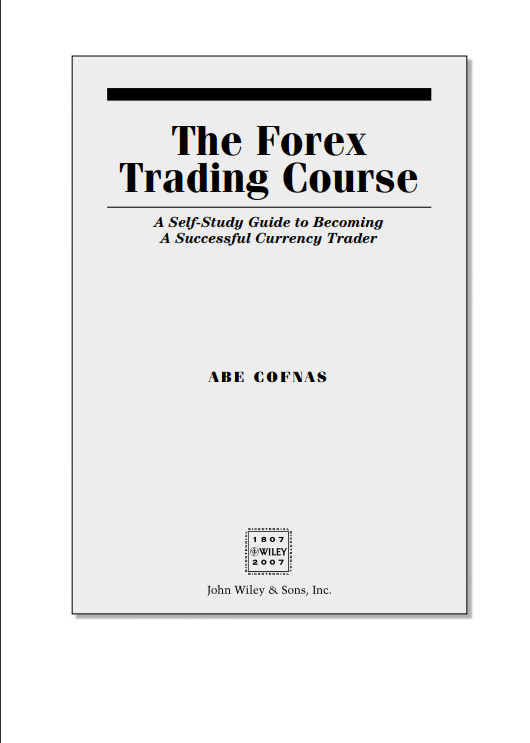 The Forex
Trading Course
A Self-Study Guide to Becoming
A Successful Currency Trader
ABE COFNAS
BICENTENNIAL
1807
WILEY
2007
BICENTENNIAL
John Wiley & Sons, Inc.